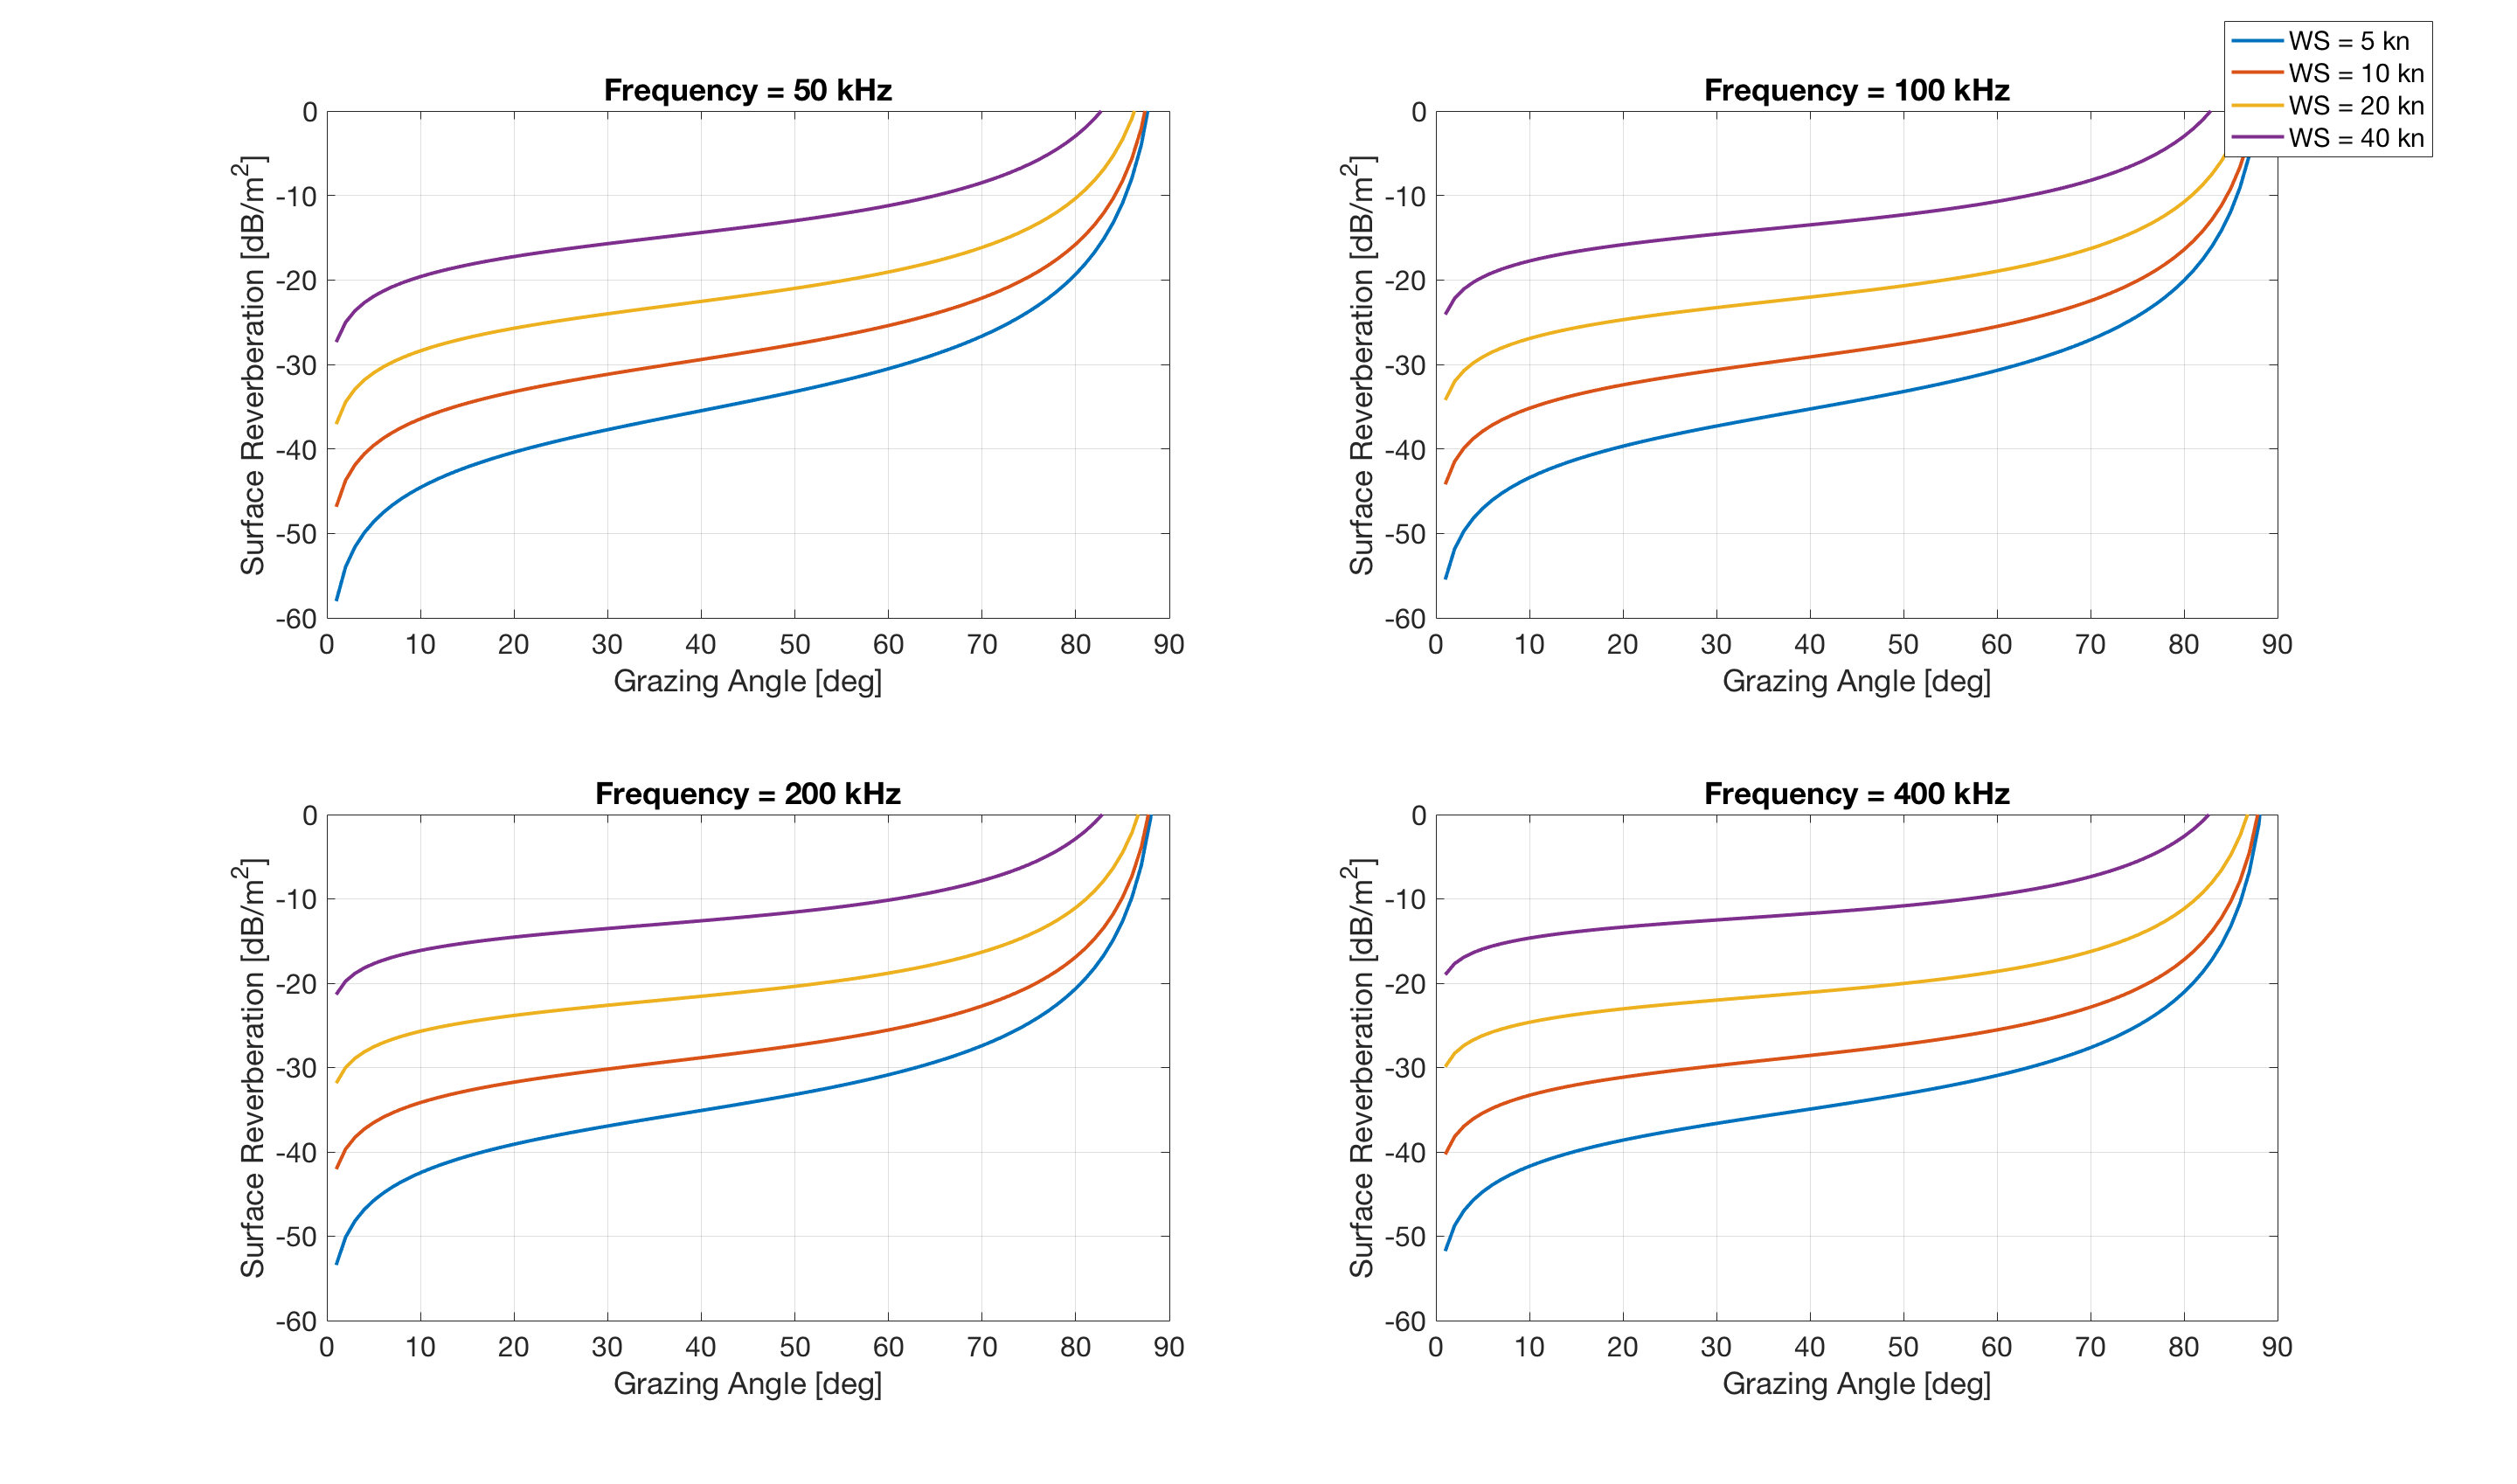 WS = 5 kn
WS = 10 kn
WS = 20 kn
WS = 40 kn
Frequency = 50 kHz
Surface Reverberation [dB/m²]
0
-10
-20
-30
-40
-50
-60
0 10 20 30 40 50 60 70 80 90
Grazing Angle [deg]
Frequency = 100 kHz
Surface Reverberation [dB/m²]
0
-10
-20
-30
-40
-50
-60
0 10 20 30 40 50 60 70 80 90
Grazing Angle [deg]
Frequency = 200 kHz
Surface Reverberation [dB/m²]
0
-10
-20
-30
-40
-50
-60
0 10 20 30 40 50 60 70 80 90
Grazing Angle [deg]
Frequency = 400 kHz
Surface Reverberation [dB/m²]
0
-10
-20
-30
-40
-50
-60
0 10 20 30 40 50 60 70 80 90
Grazing Angle [deg]